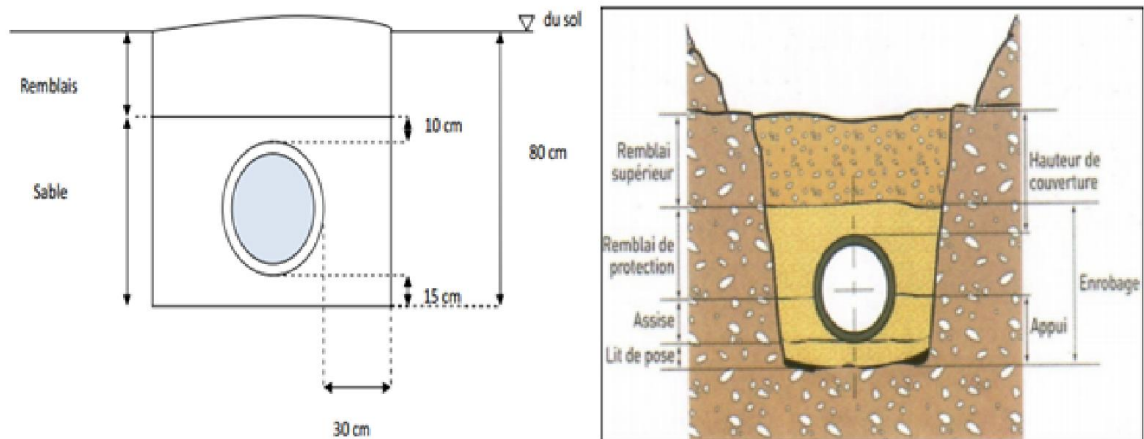 du sol
Remblais
10 cm
80 cm
Sable
15 cm
30 cm
Remblai
supérieur
Hauteur de
couverture
Remblai de
protection
Enrobage
Assise
Appui
Lit de pose